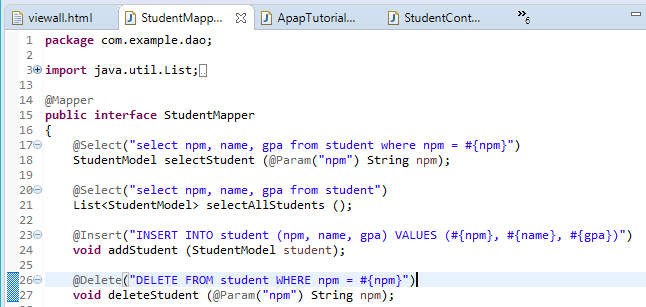 viewall.html StudentMapp... ApapTutorial... StudentCont... »6
1 package com.example.dao;
2
3 import java.util.List;
13
14 @Mapper
15 public interface StudentMapper
16 {
17 @Select("select npm, name, gpa from student where npm = #{npm}")
18 StudentModel selectStudent (@Param("npm") String npm);
19
20 @Select("select npm, name, gpa from student")
21 List<StudentModel> selectAllStudents ();
22
23 @Insert("INSERT INTO student (npm, name, gpa) VALUES (#{npm}, #{name}, #{gpa})")
24 void addStudent (StudentModel student);
25
26 @Delete("DELETE FROM student WHERE npm = #{npm}")
27 void deleteStudent (@Param("npm") String npm);